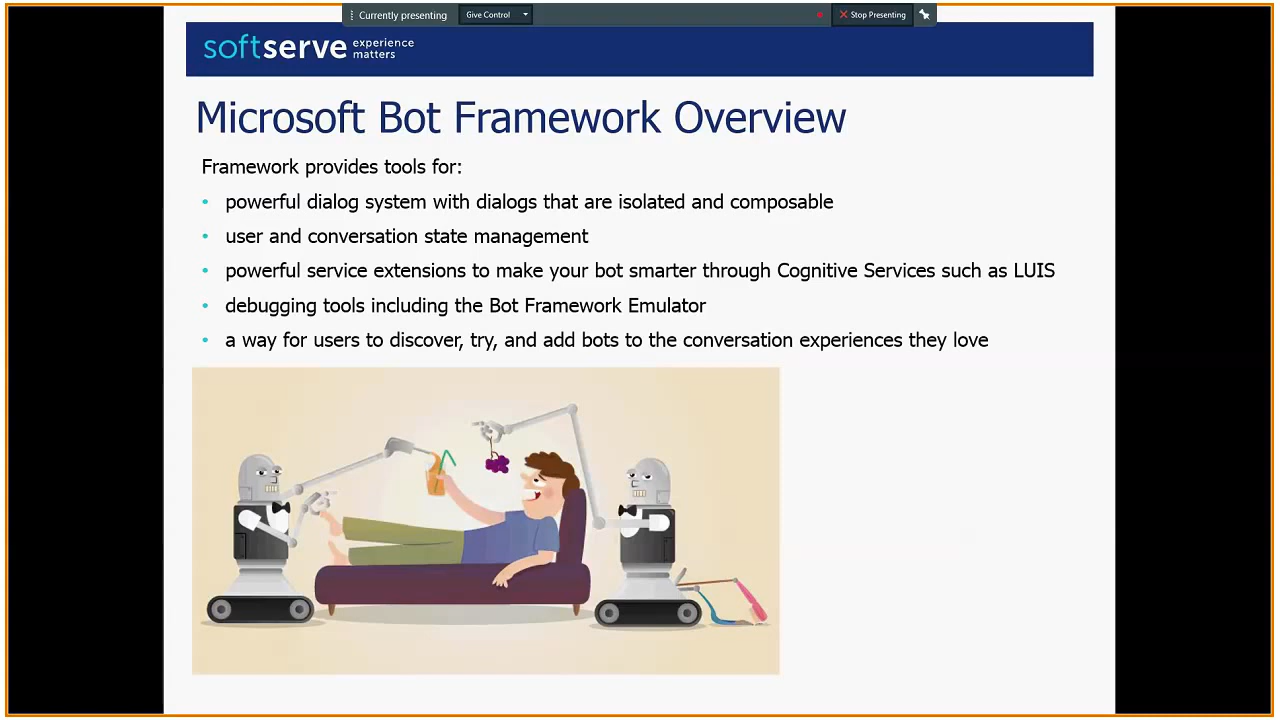 Currently presenting Give Control Stop Presenting
softserve experience matters
Microsoft Bot Framework Overview
Framework provides tools for:
• powerful dialog system with dialogs that are isolated and composable
• user and conversation state management
• powerful service extensions to make your bot smarter through Cognitive Services such as LUIS
• debugging tools including the Bot Framework Emulator
• a way for users to discover, try, and add bots to the conversation experiences they love